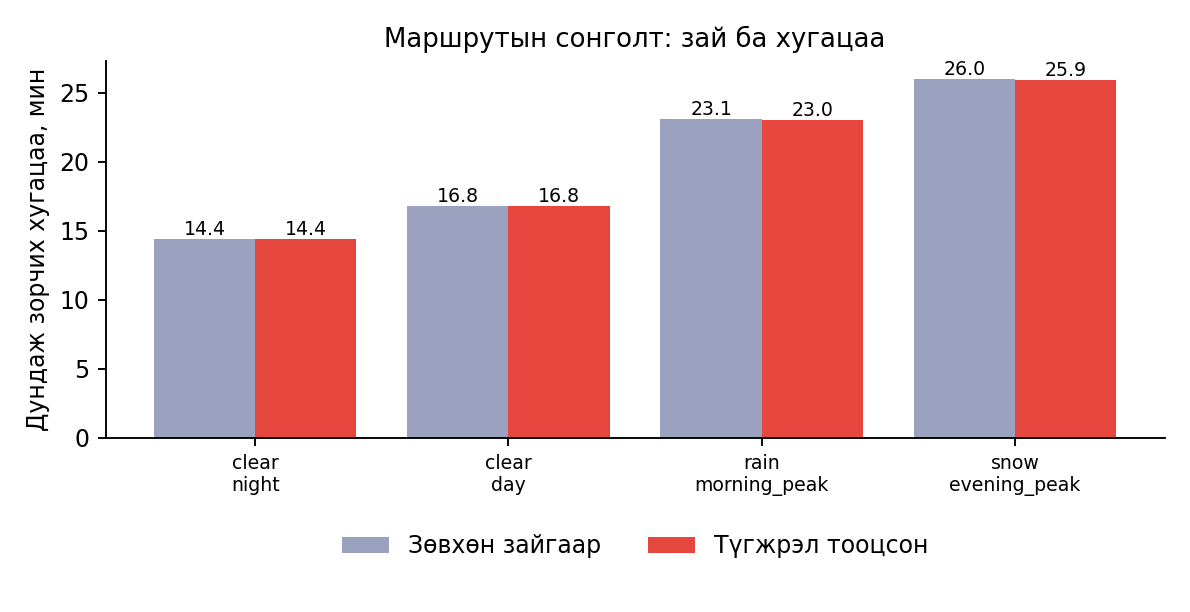 Маршрутын сонголт: зай ба хугацаа
Дундаж зорчих хугацаа, мин
25
20
15
10
5
0
14.4
14.4
16.8
16.8
23.1
23.0
26.0
25.9
clear
night
clear
day
rain
morning_peak
snow
evening_peak
Зөвхөн зайгаар
Түгжрэл тооцсон